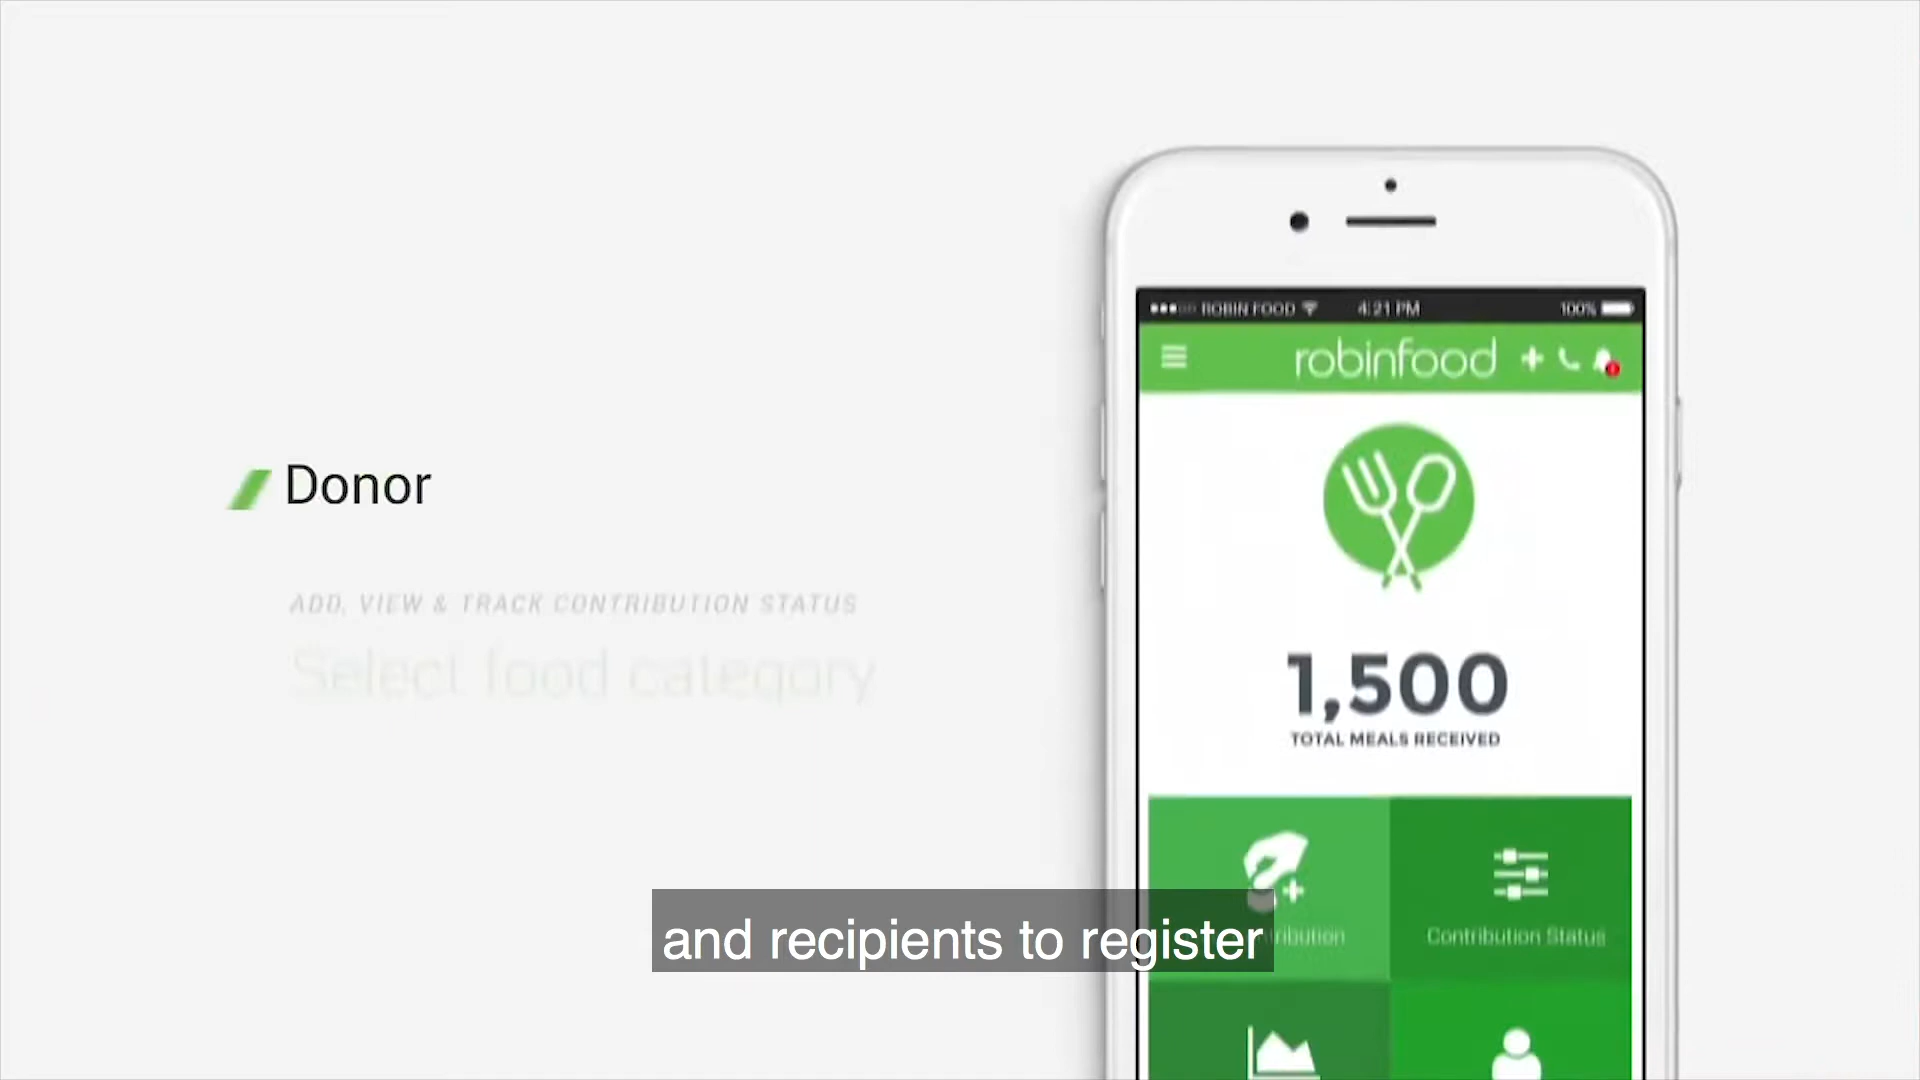 Donor
ADD, VIEW & TRACK CONTRIBUTION STATUS
Select food category
ROBIN FOOD 4:21 PM 100%
robinfood
1,500
TOTAL MEALS RECEIVED
Contribution Status
and recipients to register